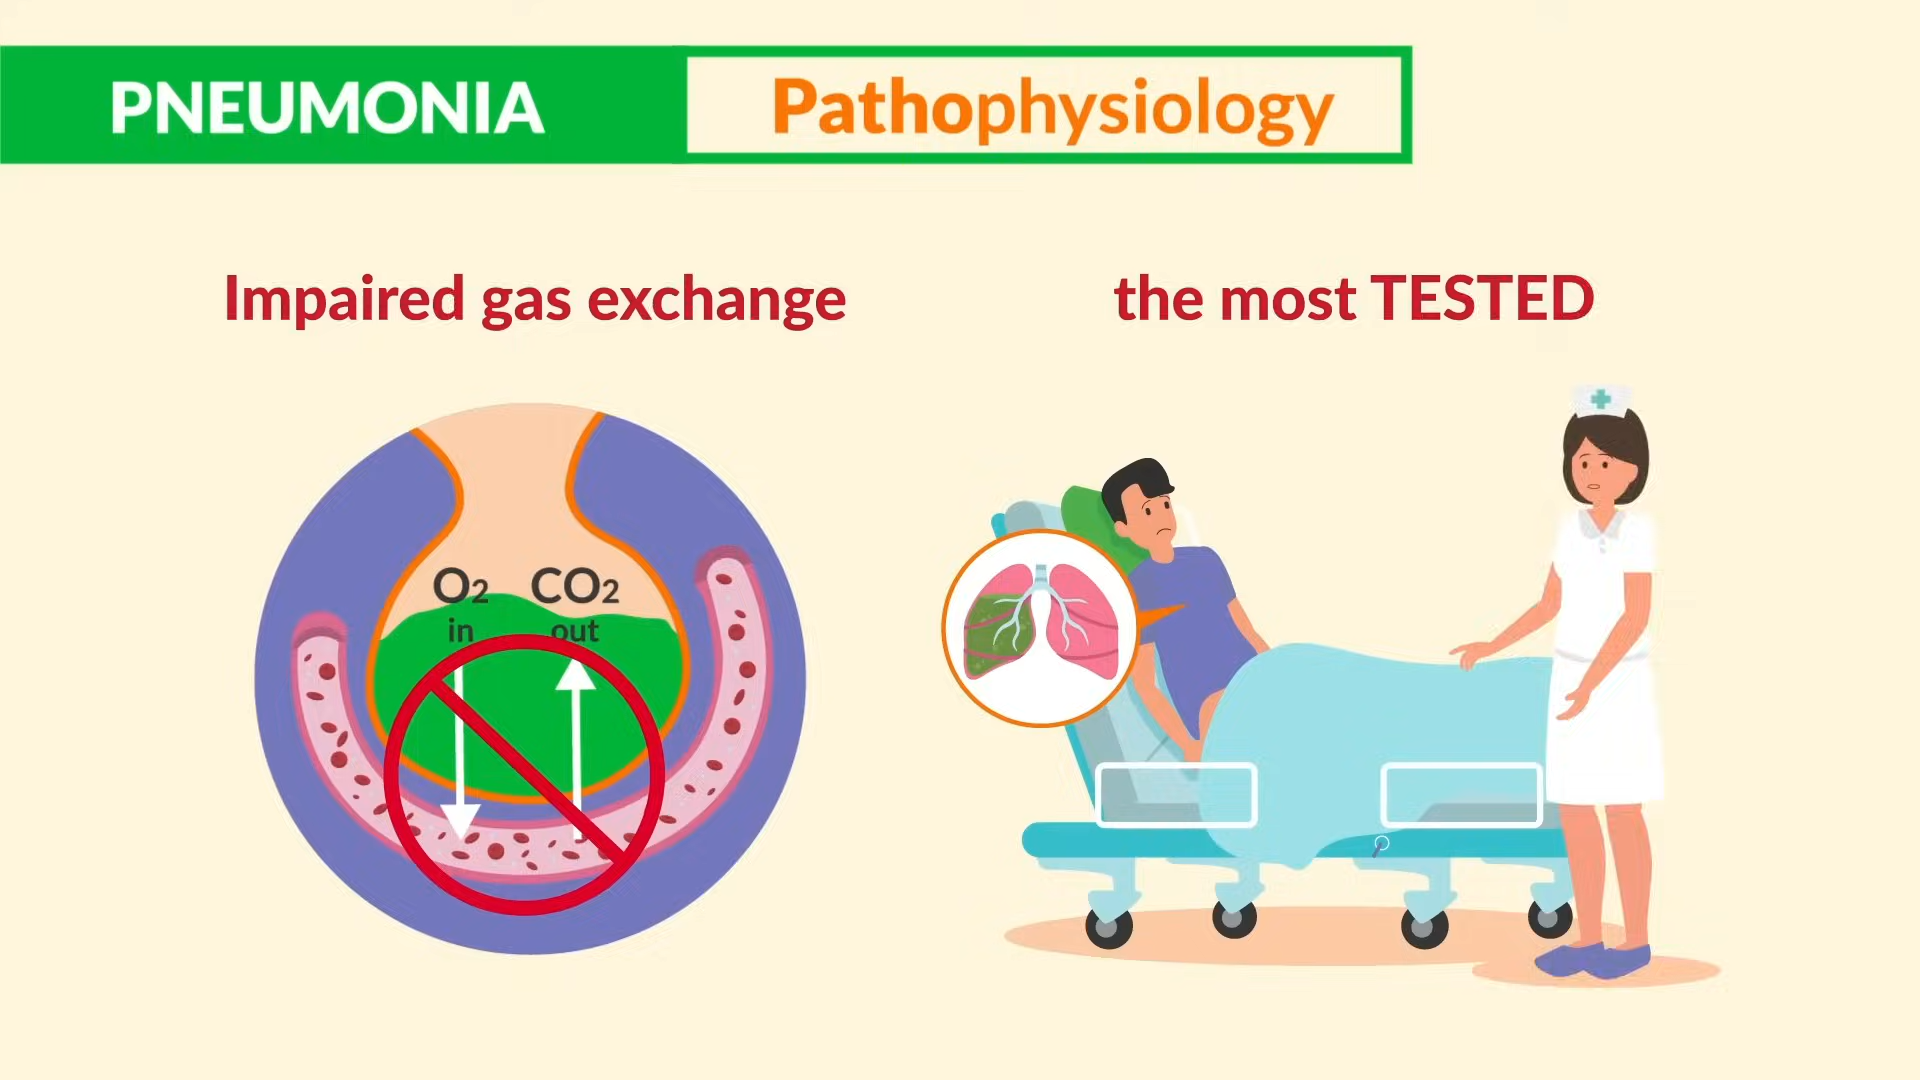 PNEUMONIA
Pathophysiology
Impaired gas exchange
the most TESTED
O2 CO2
in out